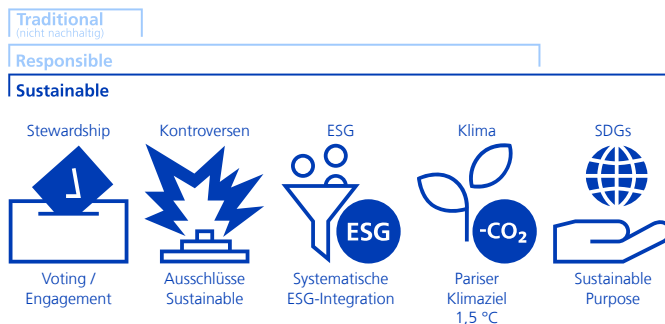 Traditional
(nicht nachhaltig)
Responsible
Sustainable
Stewardship
Kontroversen
ESG
Klima
SDGs
ESG
-CO₂
Voting /
Engagement
Ausschlüsse
Sustainable
Systematische
ESG-Integration
Pariser
Klimaziel
1,5 °C
Sustainable
Purpose